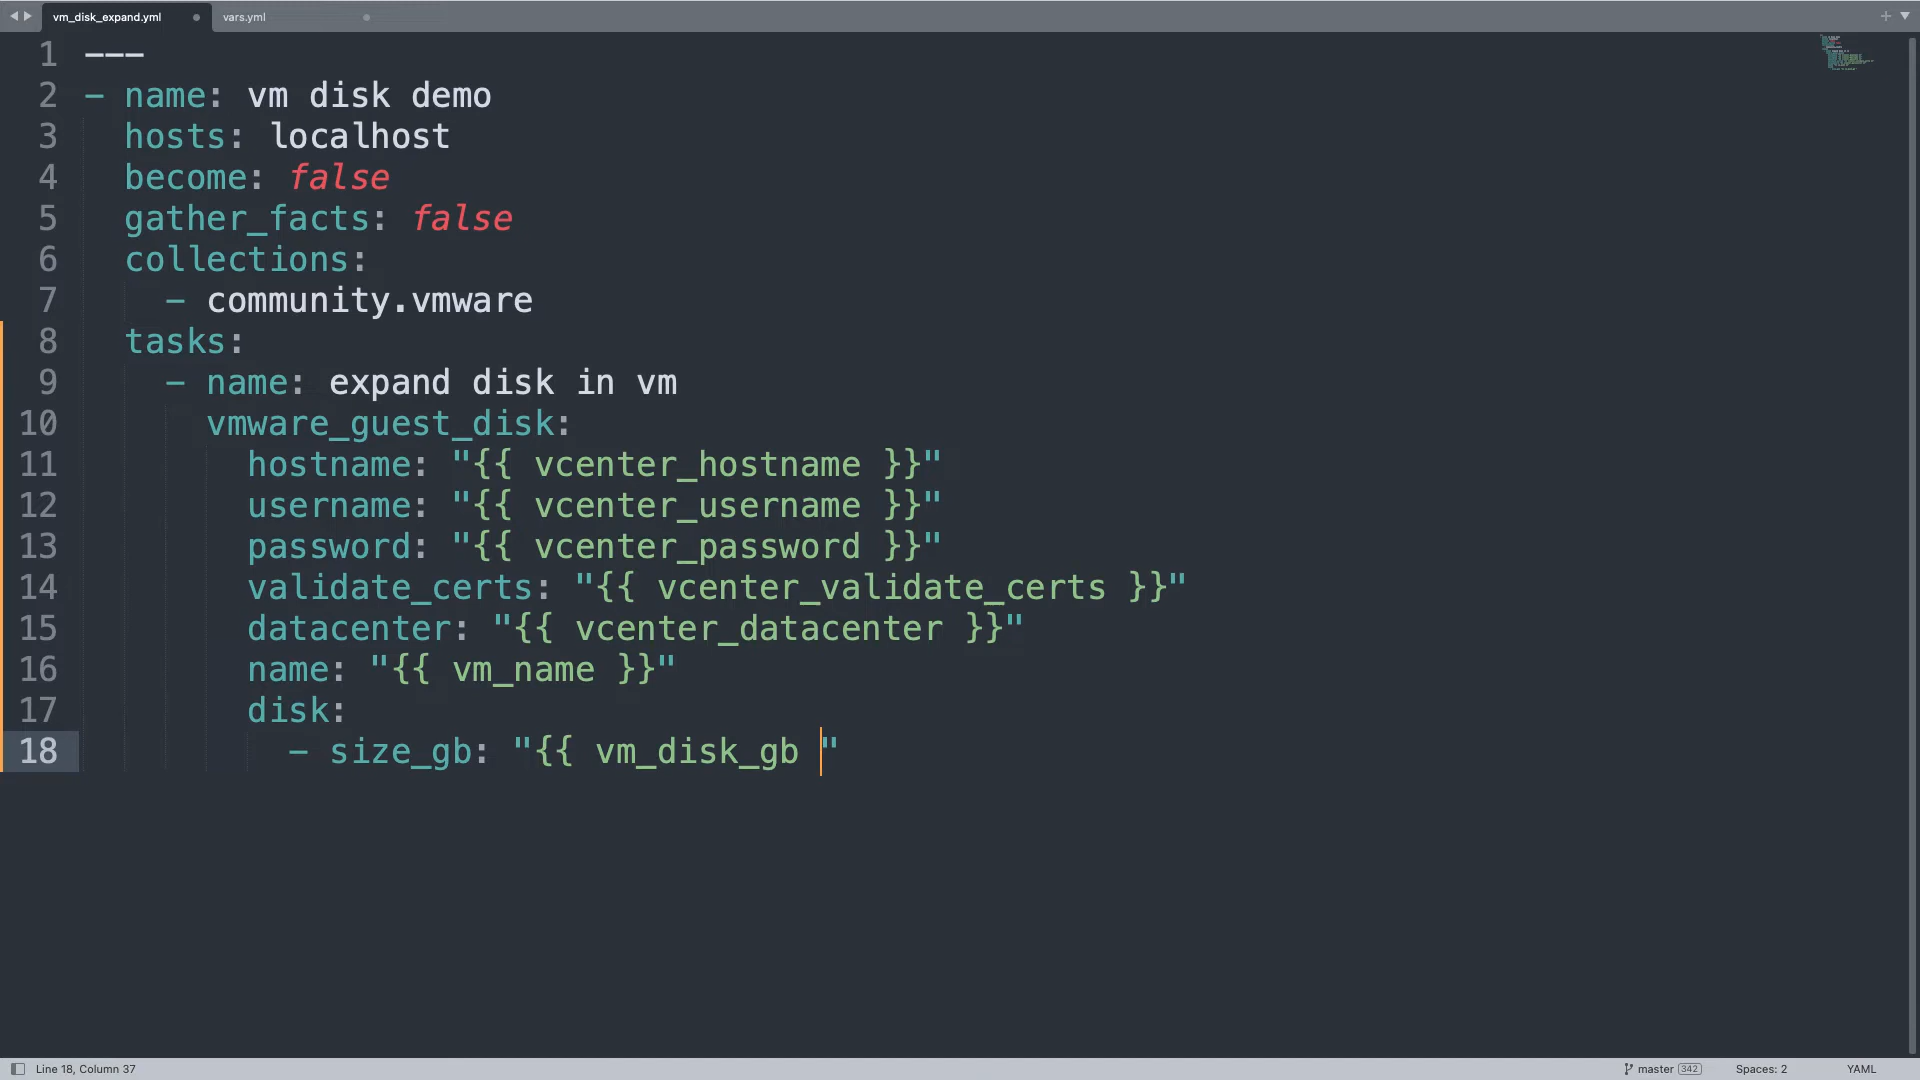 vm_disk_expand.yml
vars.yml
1 ---
2 - name: vm disk demo
3 hosts: localhost
4 become: false
5 gather_facts: false
6 collections:
7 - community.vmware
8 tasks:
9 - name: expand disk in vm
10 vmware_guest_disk:
11 hostname: "{{ vcenter_hostname }}"
12 username: "{{ vcenter_username }}"
13 password: "{{ vcenter_password }}"
14 validate_certs: "{{ vcenter_validate_certs }}"
15 datacenter: "{{ vcenter_datacenter }}"
16 name: "{{ vm_name }}"
17 disk:
18 - size_gb: "{{ vm_disk_gb "
Line 18, Column 37
master 342
Spaces: 2
YAML